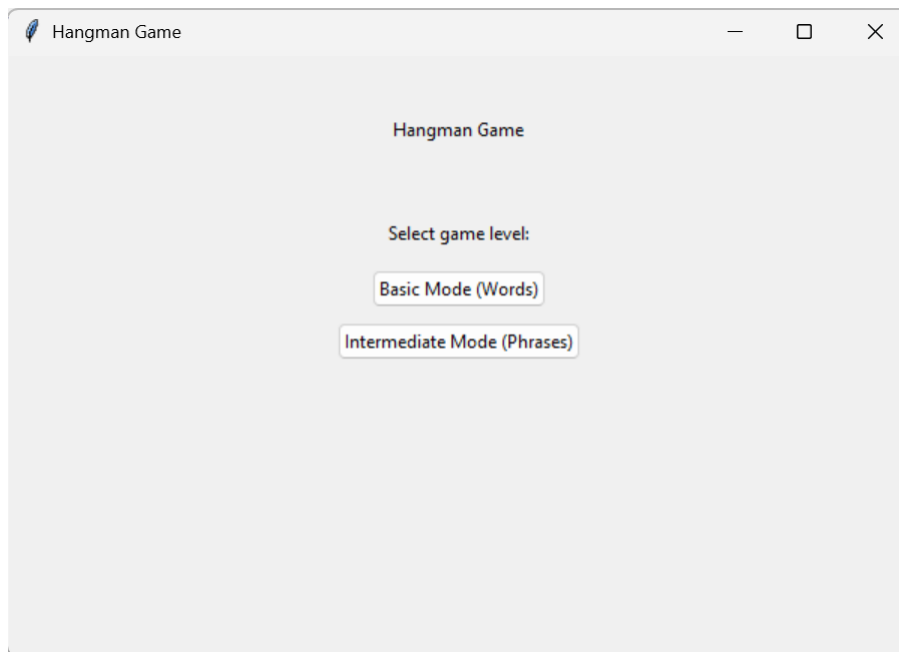 Hangman Game
Hangman Game
Select game level:
Basic Mode (Words)
Intermediate Mode (Phrases)